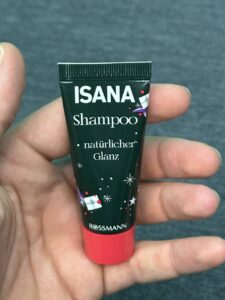 ISANA
Shampoo
natürlicher
Glanz
ROSSMANN